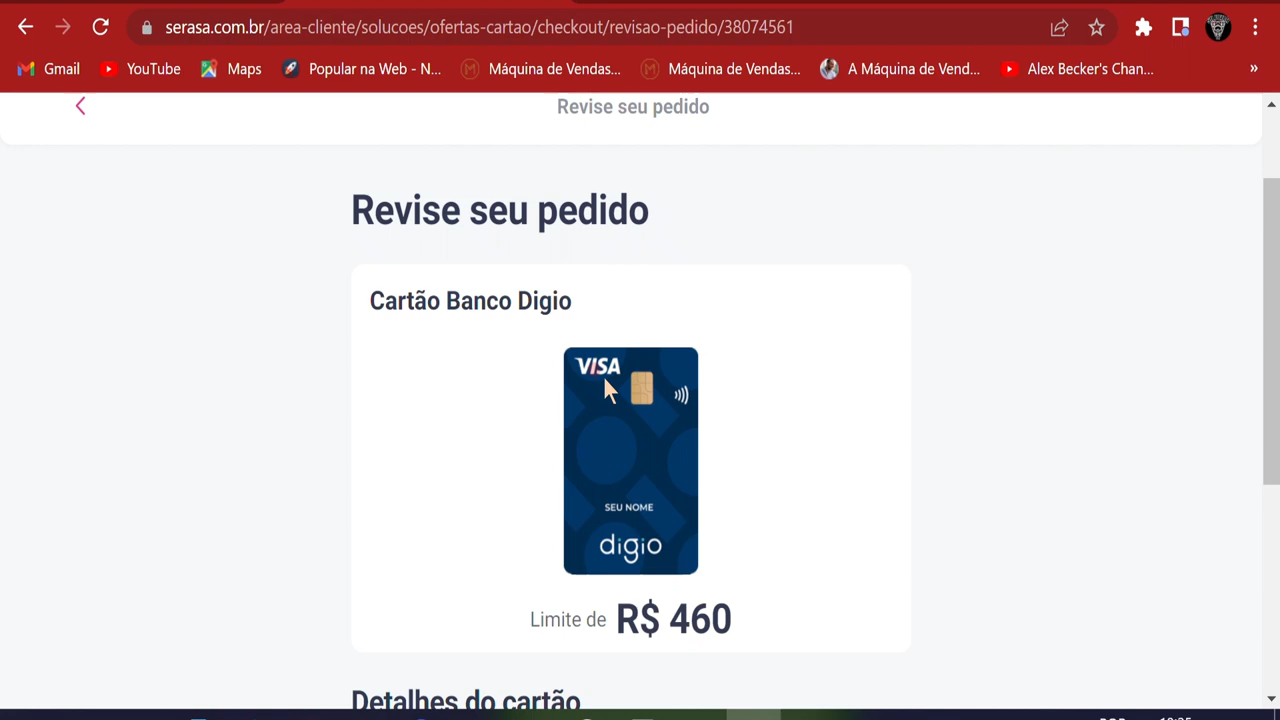 serasa.com.br/area-cliente/solucoes/ofertas-cartao/checkout/revisao-pedido/38074561
Gmail YouTube Maps Popular na Web - N... Máquina de Vendas... Máquina de Vendas... A Máquina de Vend... Alex Becker's Chan... »
Revise seu pedido
Revise seu pedido
Cartão Banco Digio
VISA
SEU NOME
digio
Limite de R$ 460
Detalhes do cartão